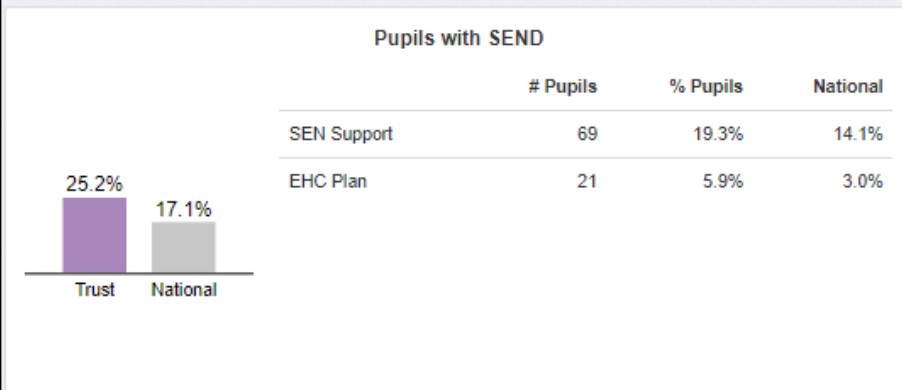 Pupils with SEND
# Pupils % Pupils National
SEN Support 69 19.3% 14.1%
EHC Plan 21 5.9% 3.0%
25.2%
17.1%
Trust National